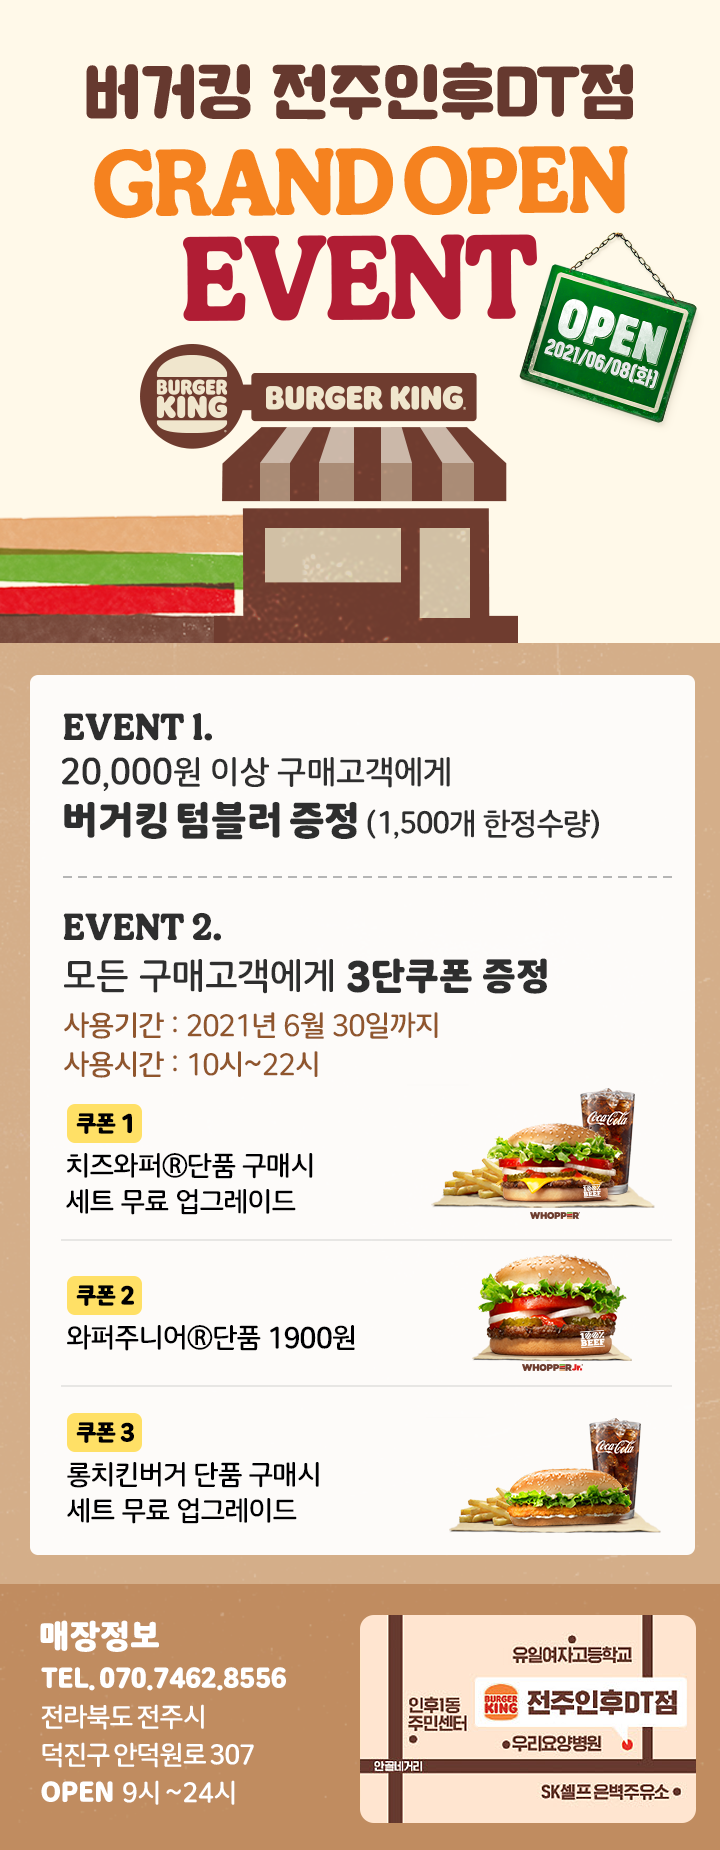 버거킹 전주인후DT점
GRAND OPEN
EVENT
OPEN
2021/06/08(화)
BURGER
KING
BURGER KING
EVENT 1.
20,000원 이상 구매고객에게
버거킹 텀블러 증정 (1,500개 한정수량)
EVENT 2.
모든 구매고객에게 3단쿠폰 증정
사용기간 : 2021년 6월 30일까지
사용시간 : 10시~22시
쿠폰 1
치즈와퍼®단품 구매시
세트 무료 업그레이드
Coca-Cola
100%
BEEF
WHOPPER
쿠폰 2
와퍼주니어®단품 1900원
100%
BEEF
WHOPPER Jr.
쿠폰 3
롱치킨버거 단품 구매시
세트 무료 업그레이드
Coca-Cola
매장정보
TEL. 070.7462.8556
전라북도 전주시
덕진구 안덕원로 307
OPEN 9시 ~24시
유일여자고등학교
인후1동
주민센터
BURGER
KING
전주인후DT점
우리요양병원
안골네거리
SK셀프 은벽주유소